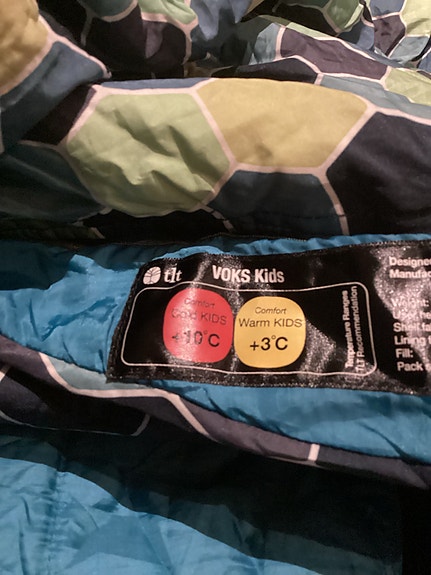 tlt
VOKS Kids
Comfort
Cold KIDS
+10°C
Comfort
Warm KIDS
+3°C
Temperature Ranges
Recommendation
Designe
Manufac
Weight:
Shell fa
Lining
Fill:
Pack s